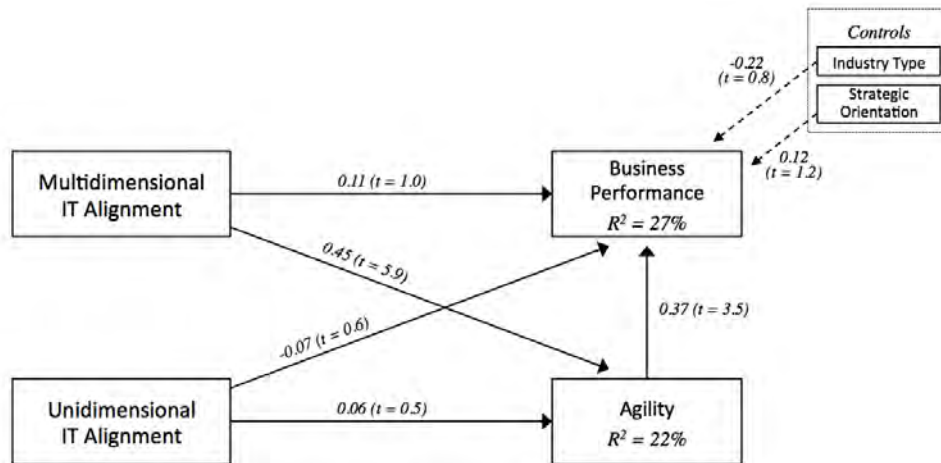 Controls
Industry Type
Strategic
Orientation
-0.22
(t = 0.8)
0.12
(t = 1.2)
Multidimensional
IT Alignment
0.11 (t = 1.0)
Business
Performance
R² = 27%
0.45 (t = 5.9)
-0.07 (t = 0.6)
0.37 (t = 3.5)
Unidimensional
IT Alignment
0.06 (t = 0.5)
Agility
R² = 22%